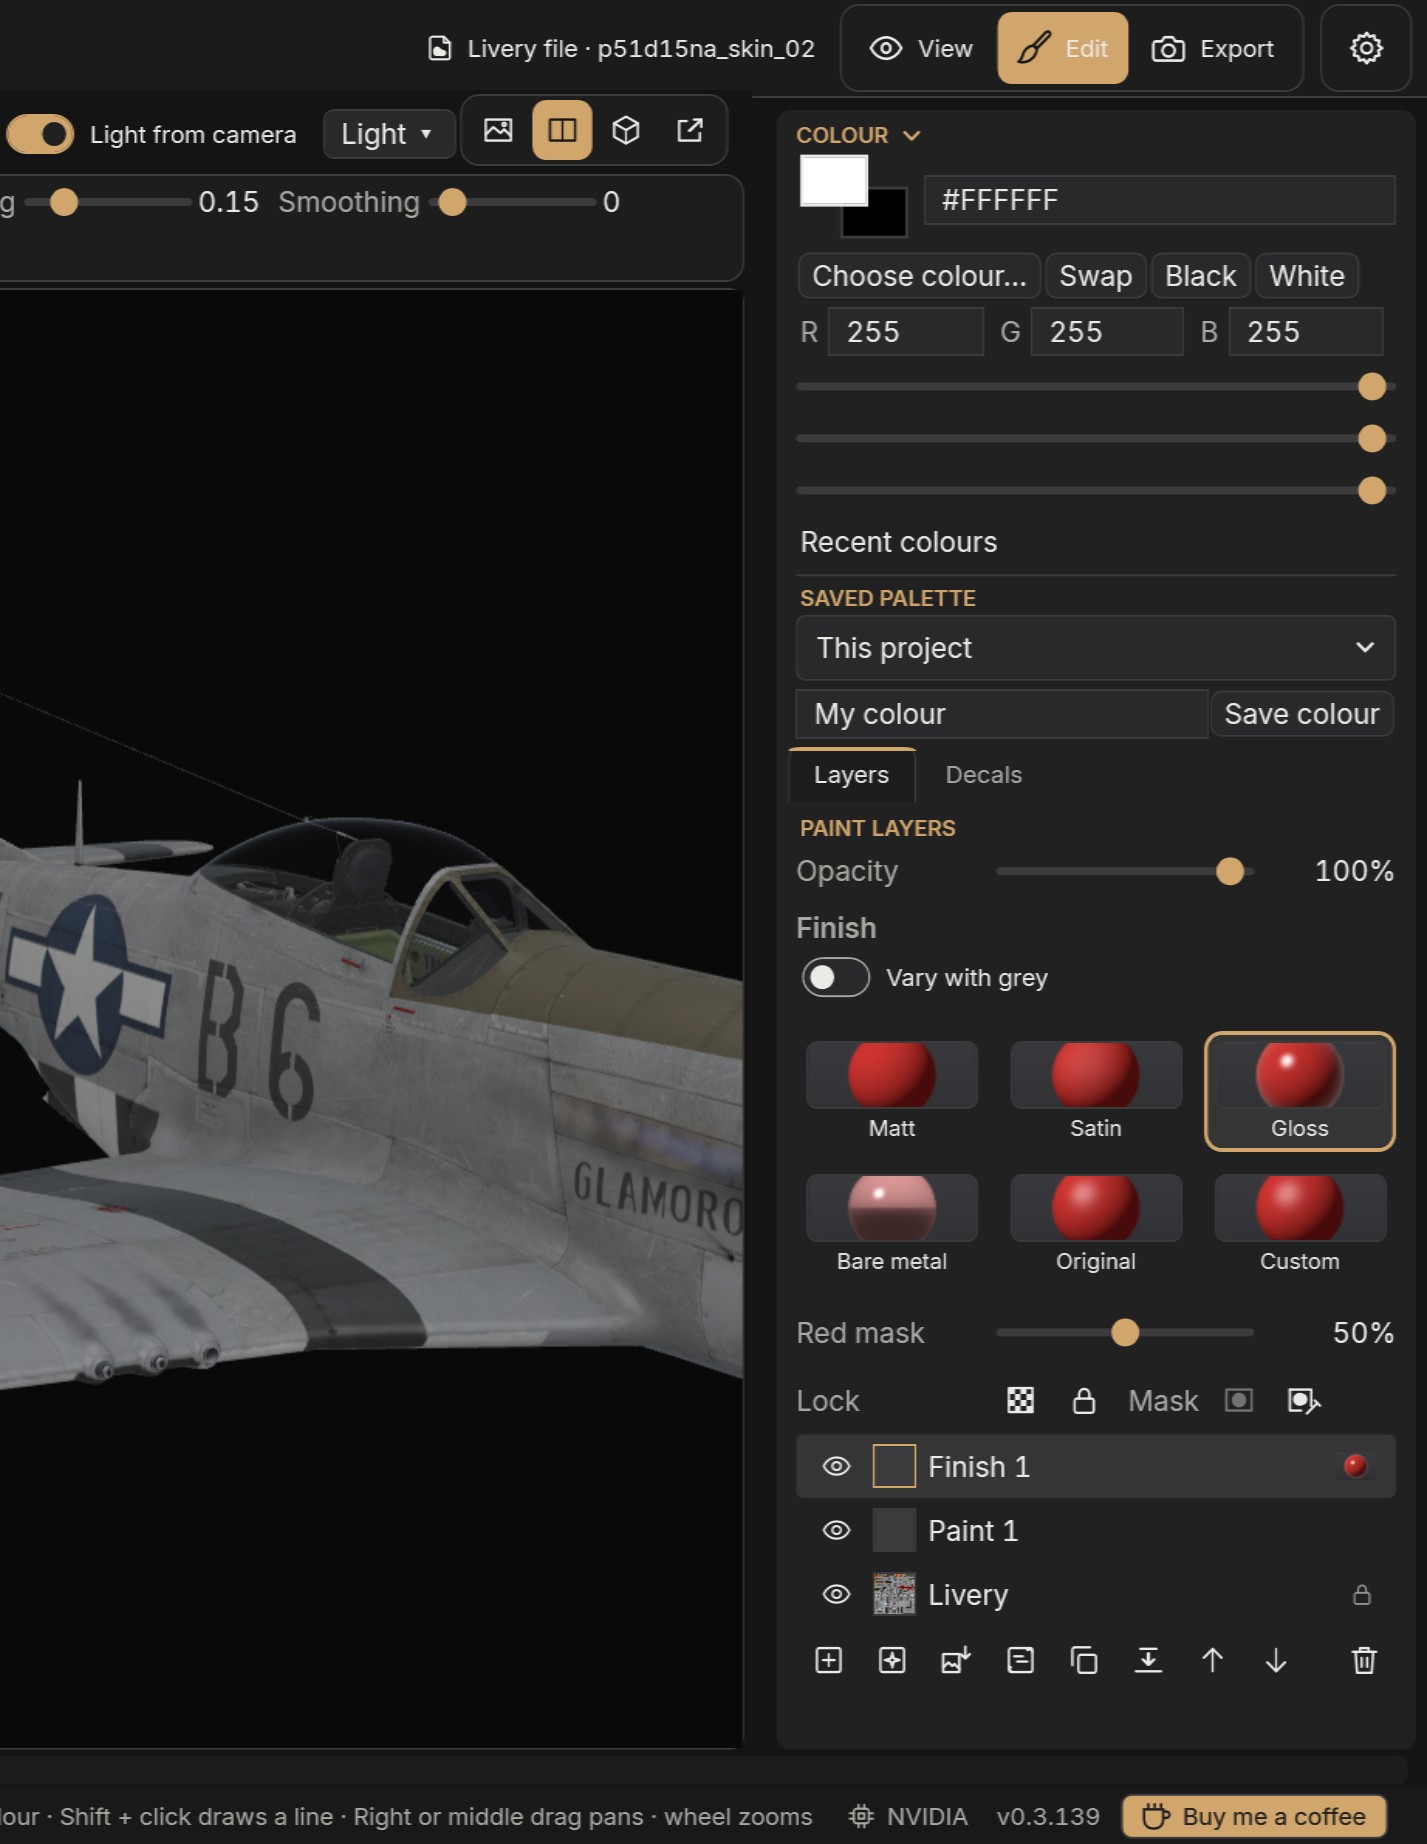 Livery file · p51d15na_skin_02
View
Edit
Export
Light from camera
Light
COLOUR
g 0.15 Smoothing 0
#FFFFFF
Choose colour... Swap Black White
R 255 G 255 B 255
Recent colours
SAVED PALETTE
This project
My colour Save colour
Layers Decals
PAINT LAYERS
Opacity 100%
Finish
Vary with grey
Matt Satin Gloss
Bare metal Original Custom
Red mask 50%
Lock Mask
Finish 1
Paint 1
Livery
B6
GLAMORO
lour · Shift + click draws a line · Right or middle drag pans · wheel zooms
NVIDIA
v0.3.139
Buy me a coffee